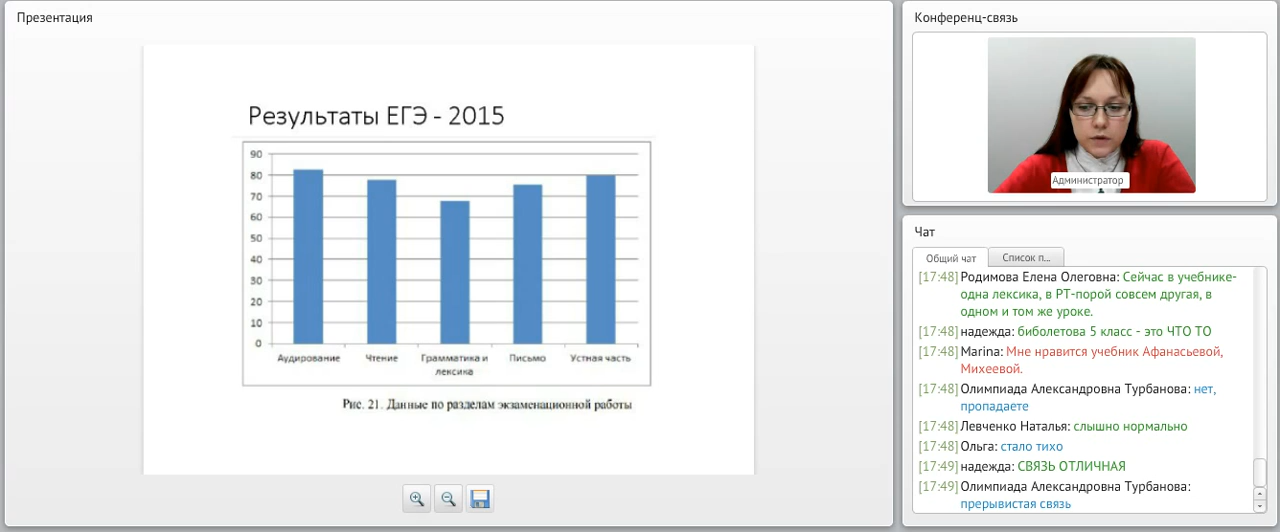 Презентация
Результаты ЕГЭ - 2015
90
80
70
60
50
40
30
20
10
0
Аудирование Чтение Грамматика и Письмо Устная часть
лексика
Рис. 21. Данные по разделам экзаменационной работы
Конференц-связь
Администратор
Чат
Общий чат Список п...
[17:48] Родимова Елена Олеговна: Сейчас в учебнике-
одна лексика, в РТ-порой совсем другая, в
одном и том же уроке.
[17:48] надежда: биболетова 5 класс - это ЧТО ТО
[17:48] Marina: Мне нравится учебник Афанасьевой,
Михеевой.
[17:48] Олимпиада Александровна Турбанова: нет,
пропадаете
[17:48] Левченко Наталья: слышно нормально
[17:48] Ольга: стало тихо
[17:49] надежда: СВЯЗЬ ОТЛИЧНАЯ
[17:49] Олимпиада Александровна Турбанова:
прерывистая связь